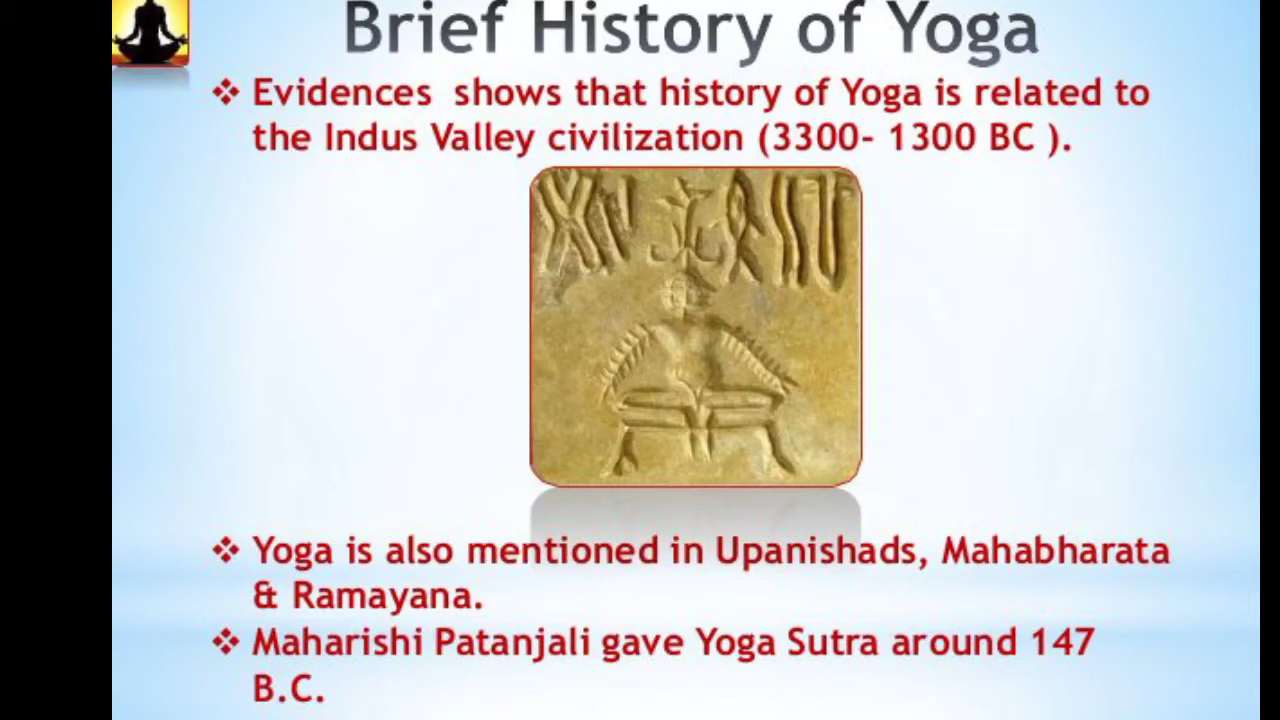 Brief History of Yoga
❖ Evidences shows that history of Yoga is related to
the Indus Valley civilization (3300- 1300 BC ).
❖ Yoga is also mentioned in Upanishads, Mahabharata
& Ramayana.
❖ Maharishi Patanjali gave Yoga Sutra around 147
B.C.